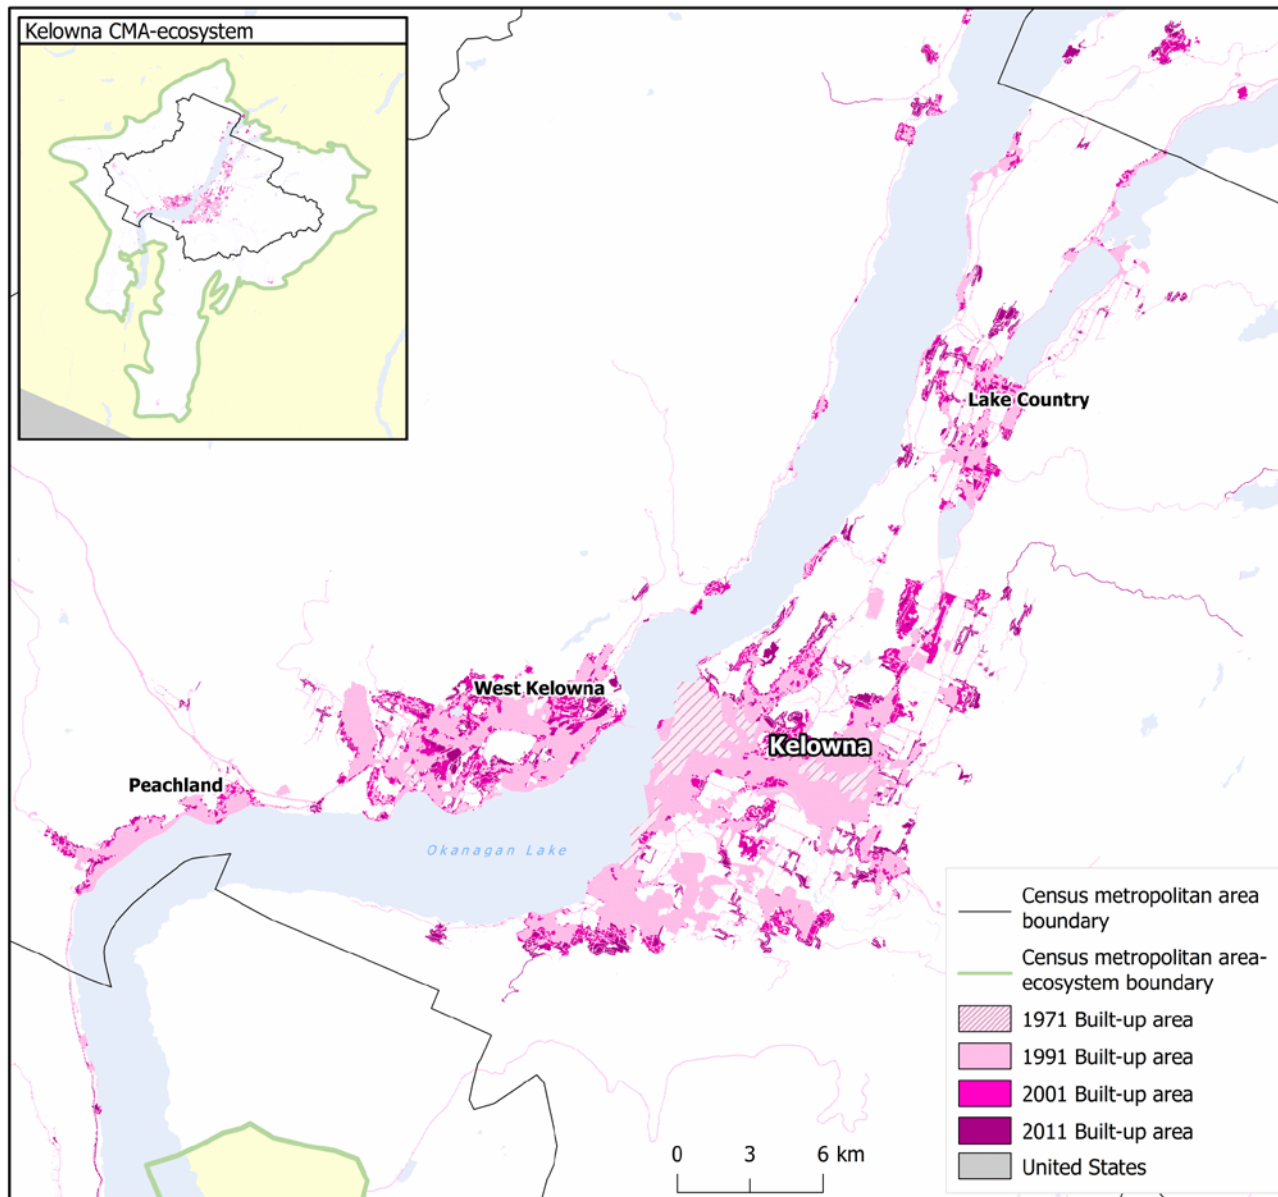 Kelowna CMA-ecosystem
Lake Country
West Kelowna
Kelowna
Peachland
Okanagan Lake
Census metropolitan area
boundary
Census metropolitan area-
ecosystem boundary
1971 Built-up area
1991 Built-up area
2001 Built-up area
2011 Built-up area
United States
0 3 6 km